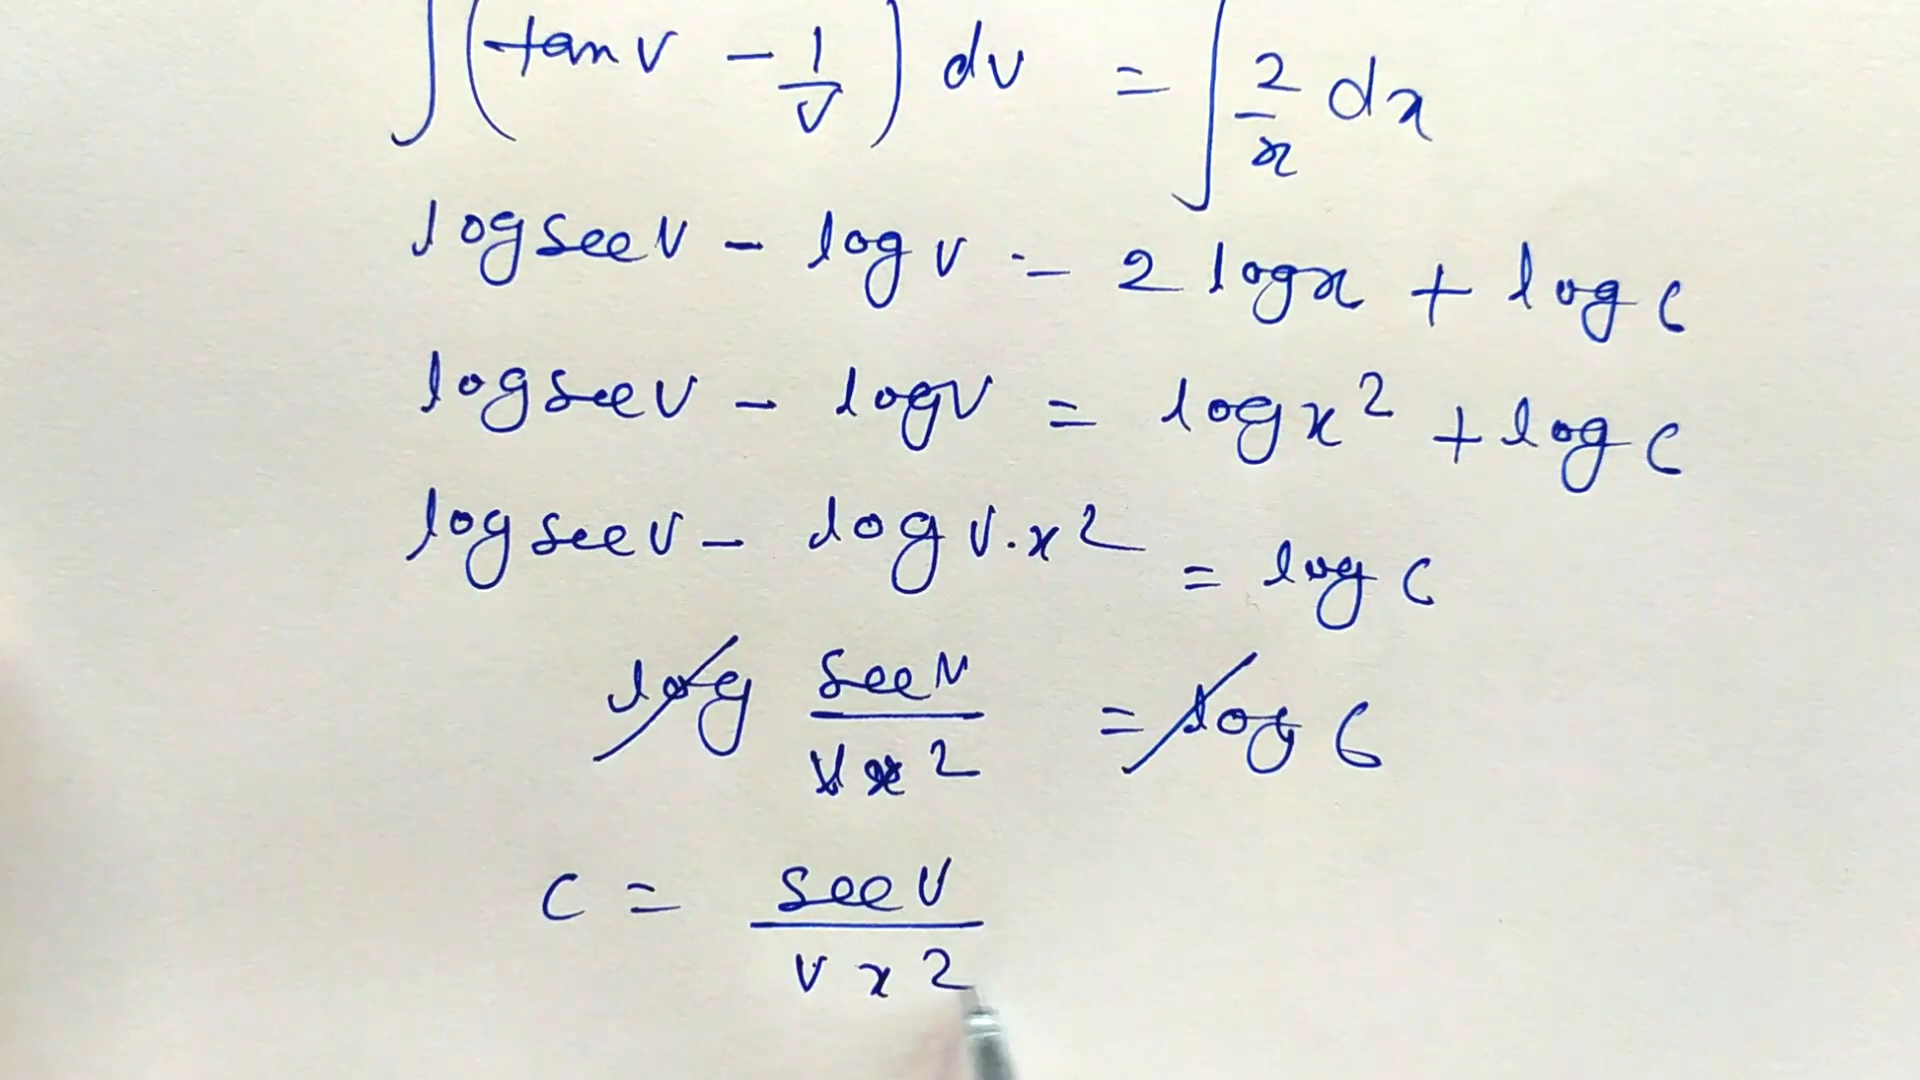 ∫(tan v - 1/v) dv = ∫ 2/x dx
log sec v - log v = 2 log x + log c
log sec v - log v = log x² + log c
log sec v - log v.x² = log c
log sec v / v x² = log c
c = sec v / v x²